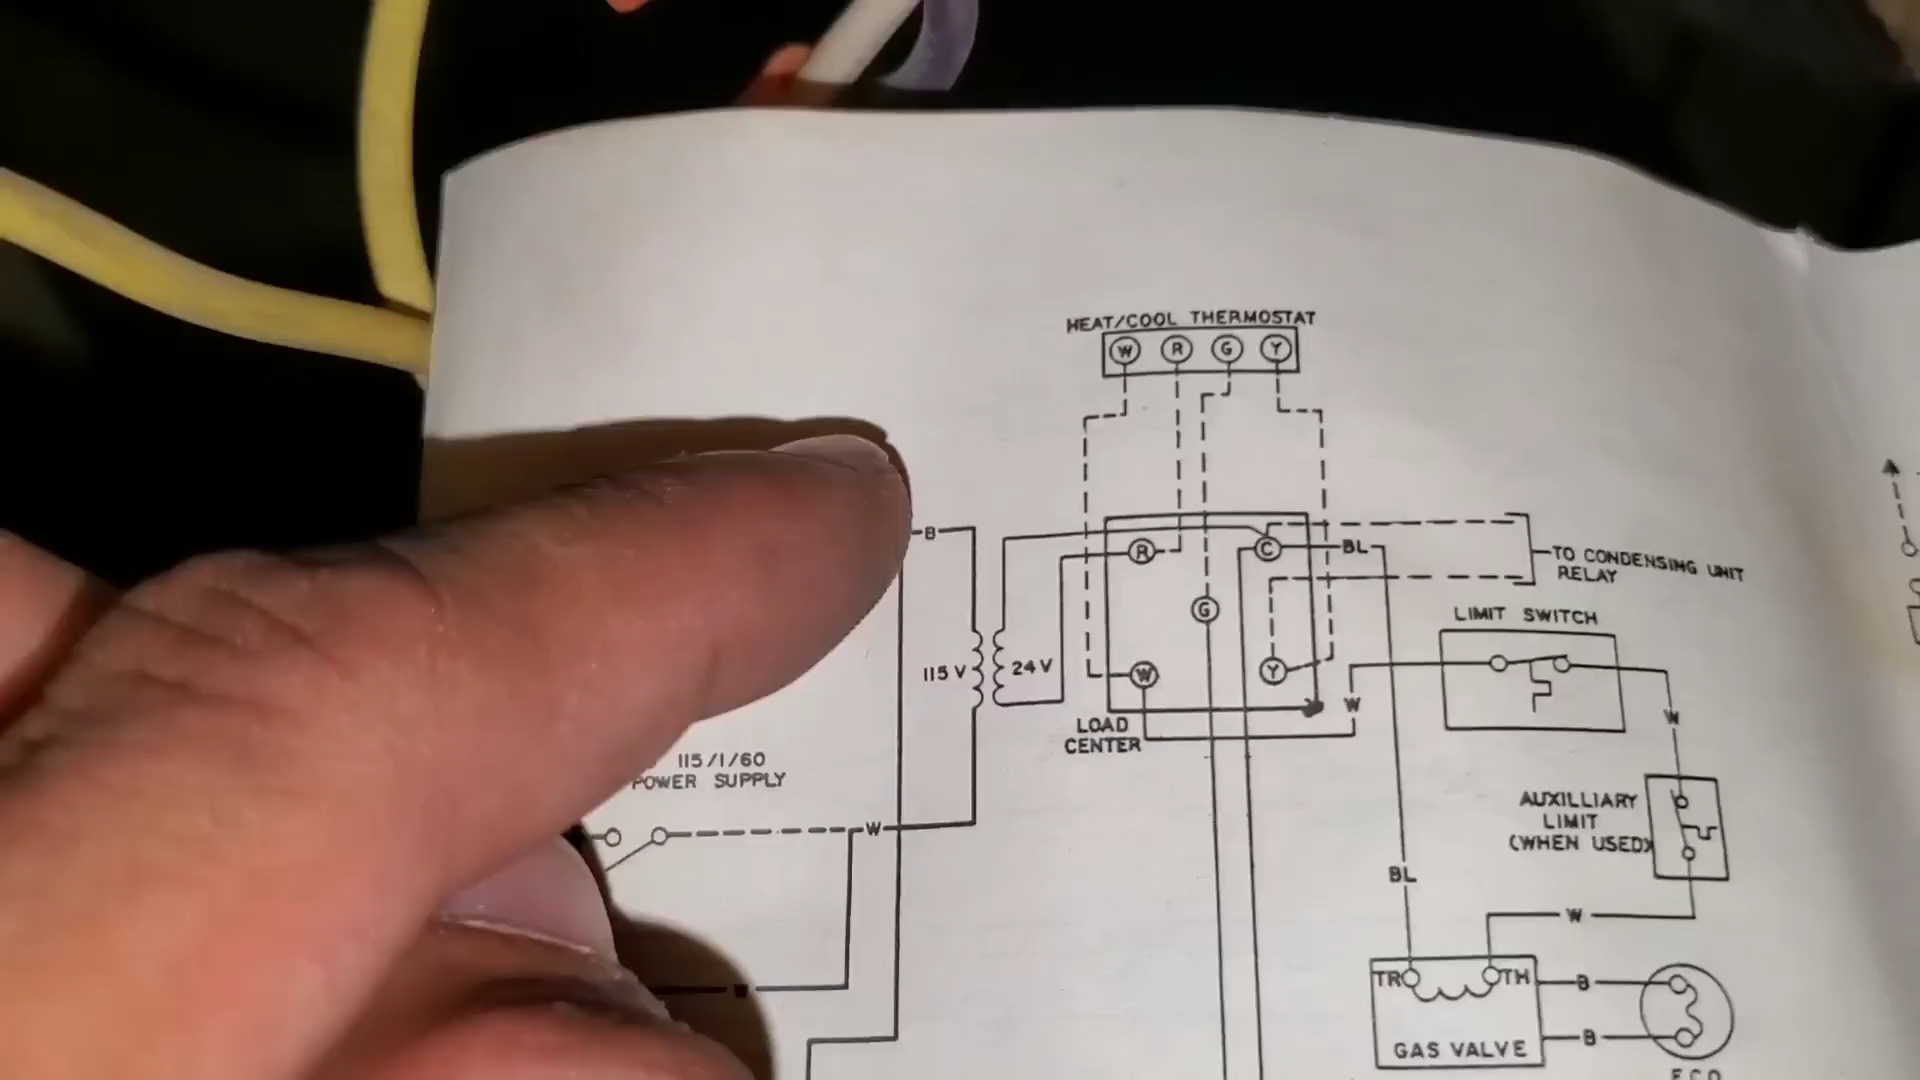 HEAT/COOL THERMOSTAT
W R G Y
B
R
C
BL
TO CONDENSING UNIT
RELAY
G
LIMIT SWITCH
115 V
24 V
W
Y
W
W
LOAD
CENTER
115/1/60
POWER SUPPLY
W
AUXILLIARY
LIMIT
(WHEN USED)
BL
W
TR
TH
B
B
GAS VALVE